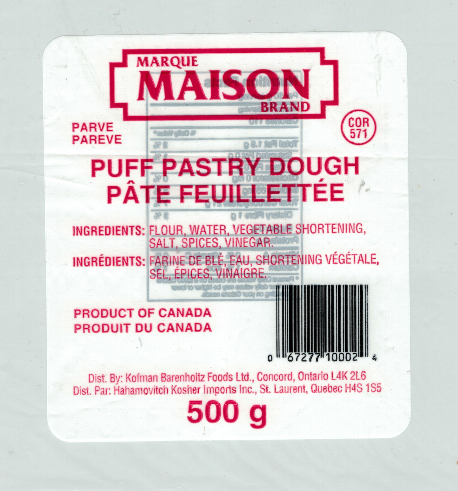 MARQUE
MAISON
BRAND
COR
571
PARVE
PAREVE
PUFF PASTRY DOUGH
PÂTE FEUILLETTÉE
INGREDIENTS: FLOUR, WATER, VEGETABLE SHORTENING,
SALT, SPICES, VINEGAR.
INGRÉDIENTS: FARINE DE BLÉ, EAU, SHORTENING VÉGÉTALE,
SEL, ÉPICES, VINAIGRE.
PRODUCT OF CANADA
PRODUIT DU CANADA
0 67277 10002 4
Dist. By: Kofman Barenholtz Foods Ltd., Concord, Ontario L4K 2L6
Dist. Par: Hahamovitch Kosher Imports Inc., St. Laurent, Quebec H4S 1S5
500 g